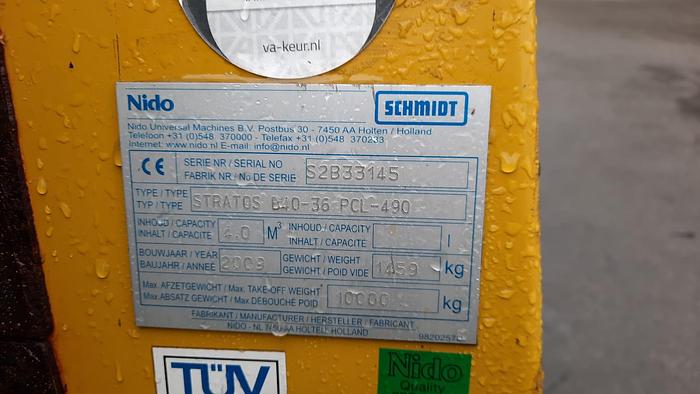 va-keur.nl
Nido
SCHMIDT
Nido Universal Machines B.V. Postbus 30 - 7450 AA Holten / Holland
Telefoon +31 (0)548 370000 - Telefax +31 (0)548 370233
Internet: www.nido.nl E-mail: info@nido.nl
CE
SERIE NR / SERIAL NO
FABRIK NR / No DE SERIE
S2B33145
TYPE / TYPE
TYP / TYPE
STRATOS B40-36 PCL-490
INHOUD / CAPACITY
INHALT / CAPACITY
4.0 M³
INHOUD / CAPACITY
INHALT / CAPACITY
l
BOUWJAAR / YEAR
BAUJAHR / ANNEE
2009
GEWICHT / WEIGHT
GEWICHT / POID VIDE
1459 kg
Max. AFZETGEWICHT / Max. TAKE-OFF WEIGHT
Max. ABSATZ GEWICHT / Max DÉBOUCHE POID
10000 kg
FABRIKANT / MANUFACTURER / HERSTELLER / FABRICANT
NIDO - NL 7450 AA HOLTEN / HOLLAND
TÜV
Nido
Quality